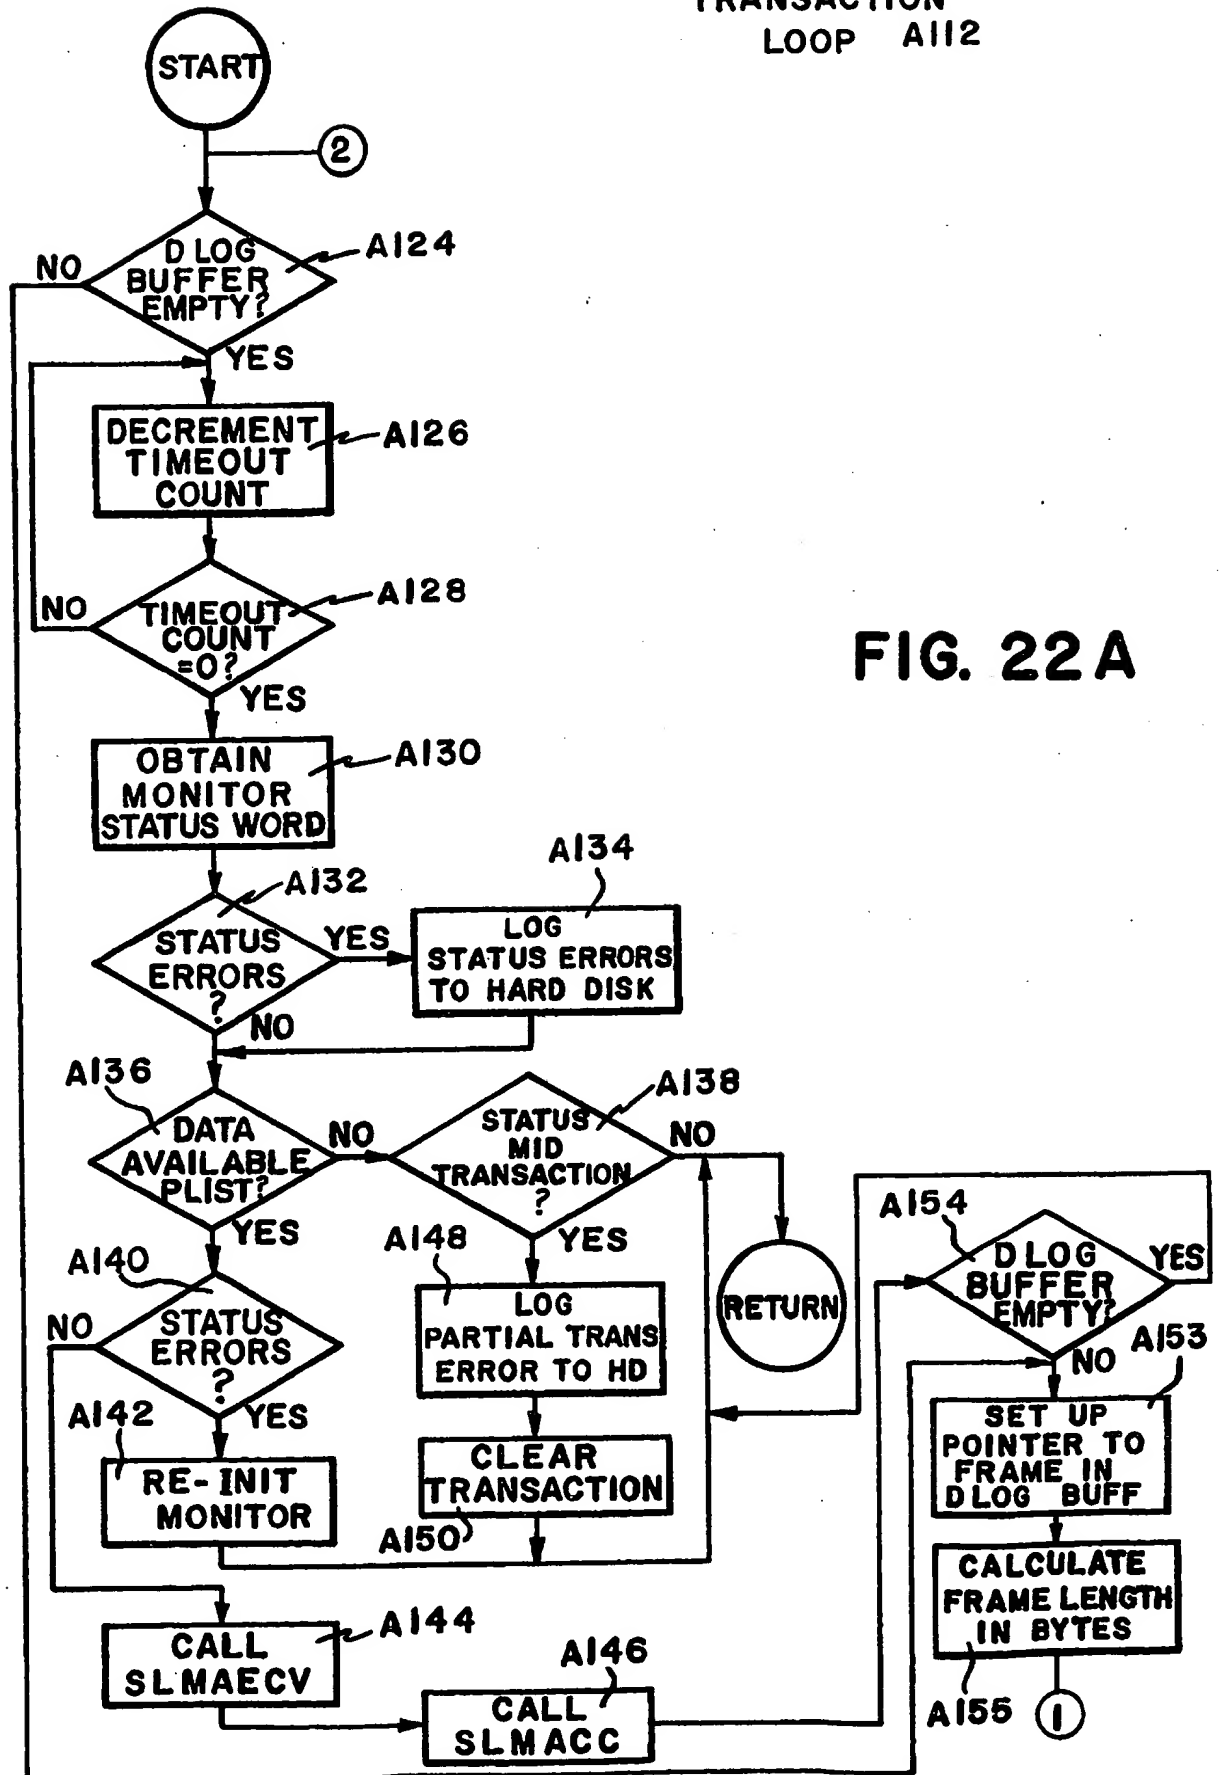 TRANSACTION
LOOP A112
START
2
D LOG
BUFFER
EMPTY?
A124
NO
YES
DECREMENT
TIMEOUT
COUNT
A126
TIMEOUT
COUNT
=0?
A128
NO
YES
FIG. 22A
OBTAIN
MONITOR
STATUS WORD
A130
STATUS
ERRORS
?
A132
YES
NO
A134
LOG
STATUS ERRORS
TO HARD DISK
A136
DATA
AVAILABLE
PLIST?
NO
YES
A138
STATUS
MID
TRANSACTION
?
NO
YES
RETURN
A140
STATUS
ERRORS
?
NO
YES
A148
LOG
PARTIAL TRANS
ERROR TO HD
A142
RE-INIT
MONITOR
CLEAR
TRANSACTION
A150
A154
D LOG
BUFFER
EMPTY?
YES
NO
A153
SET UP
POINTER TO
FRAME IN
DLOG BUFF
CALCULATE
FRAME LENGTH
IN BYTES
A155
1
CALL
SLMAECV
A144
CALL
SLMACC
A146